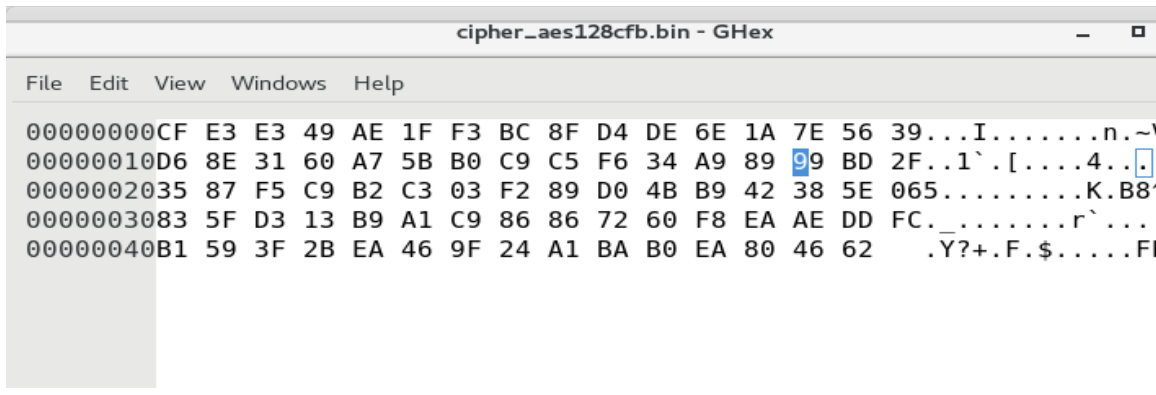 cipher_aes128cfb.bin - GHex
File Edit View Windows Help
00000000CF E3 E3 49 AE 1F F3 BC 8F D4 DE 6E 1A 7E 56 39...I.......n.~V
00000010D6 8E 31 60 A7 5B B0 C9 C5 F6 34 A9 89 99 BD 2F..1`.[....4...
0000002035 87 F5 C9 B2 C3 03 F2 89 D0 4B B9 42 38 5E 065.........K.B8^
0000003083 5F D3 13 B9 A1 C9 86 86 72 60 F8 EA AE DD FC._.......r`...
00000040B1 59 3F 2B EA 46 9F 24 A1 BA B0 EA 80 46 62 .Y?+.F.$.....F